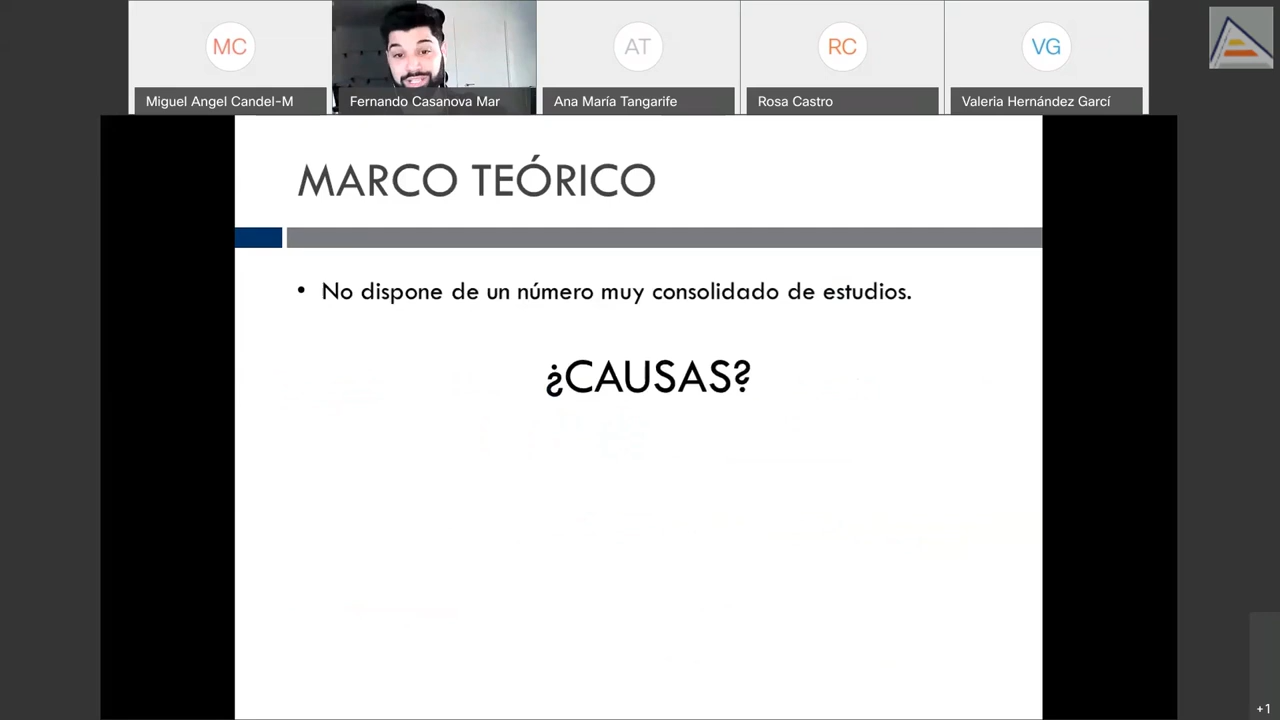 MC
AT
RC
VG
Miguel Angel Candel-M
Fernando Casanova Mar
Ana María Tangarife
Rosa Castro
Valeria Hernández Garcí
MARCO TEÓRICO
• No dispone de un número muy consolidado de estudios.
¿CAUSAS?
+1